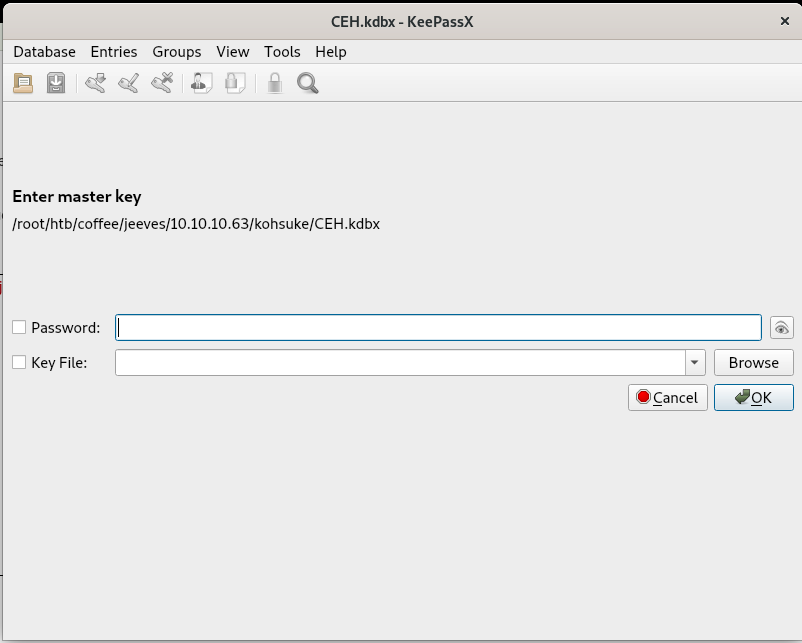 CEH.kdbx - KeePassX
Database Entries Groups View Tools Help
Enter master key
/root/htb/coffee/jeeves/10.10.10.63/kohsuke/CEH.kdbx
Password:
Key File: Browse
Cancel OK